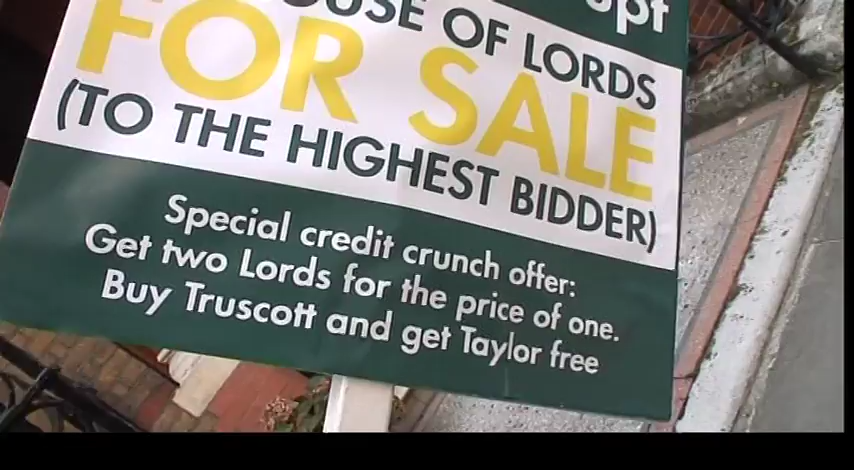 OF LORDS
FOR SALE
(TO THE HIGHEST BIDDER)
Special credit crunch offer:
Get two Lords for the price of one.
Buy Truscott and get Taylor free